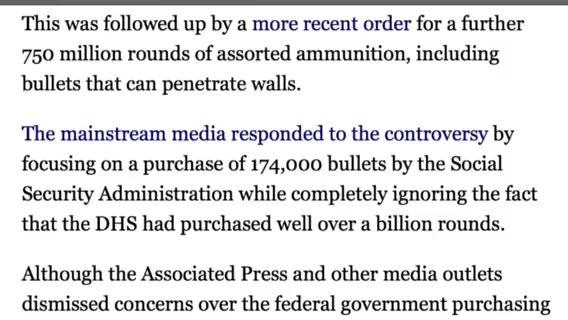 This was followed up by a more recent order for a further
750 million rounds of assorted ammunition, including
bullets that can penetrate walls.
The mainstream media responded to the controversy by
focusing on a purchase of 174,000 bullets by the Social
Security Administration while completely ignoring the fact
that the DHS had purchased well over a billion rounds.
Although the Associated Press and other media outlets
dismissed concerns over the federal government purchasing